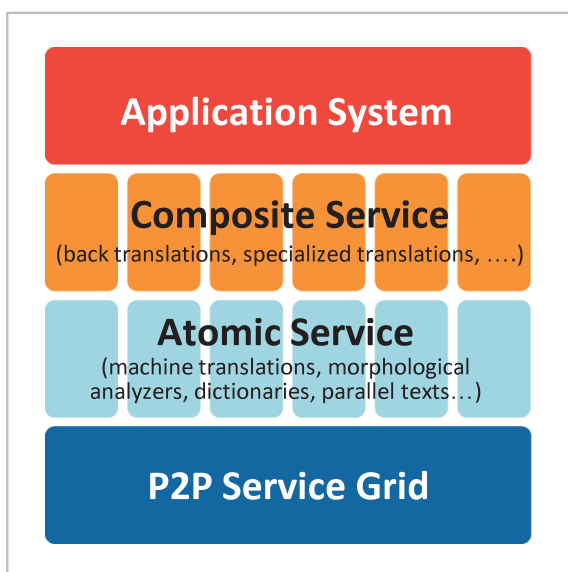 Application System
Composite Service
(back translations, specialized translations, ….)
Atomic Service
(machine translations, morphological
analyzers, dictionaries, parallel texts…)
P2P Service Grid